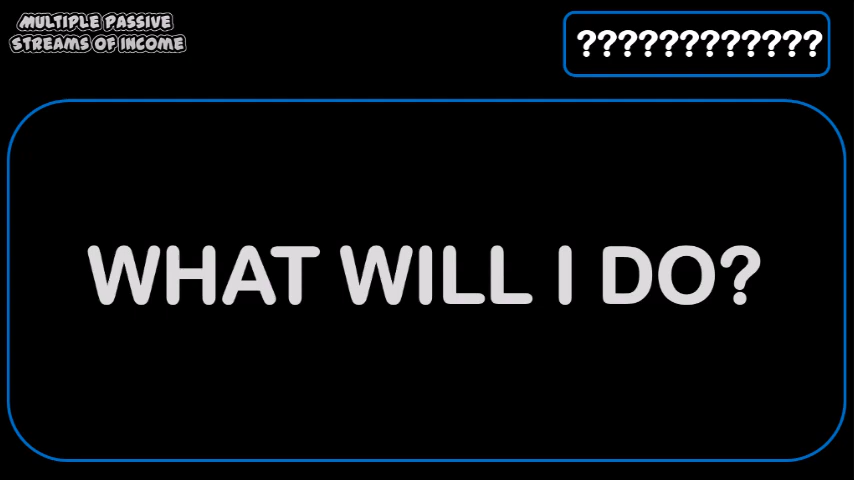 MULTIPLE PASSIVE
STREAMS OF INCOME
????????????
WHAT WILL I DO?